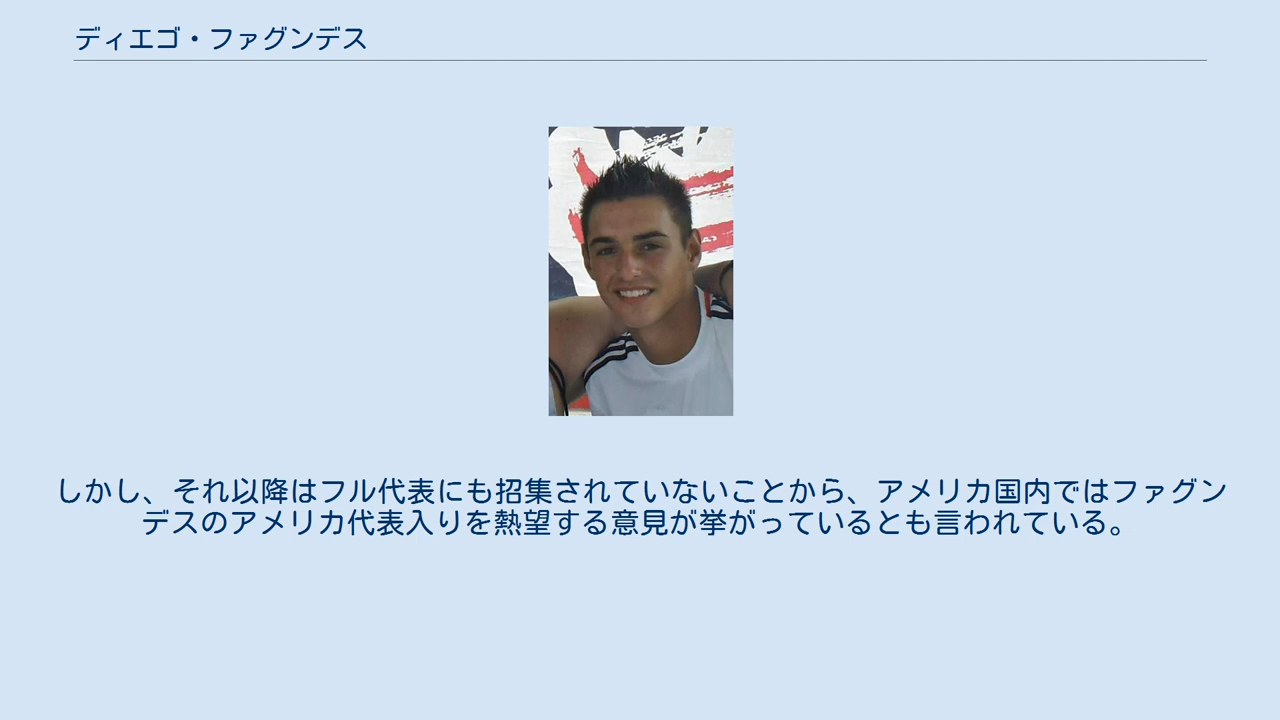 ディエゴ・ファグンデス
しかし、それ以降はフル代表にも招集されていないことから、アメリカ国内ではファグン
デスのアメリカ代表入りを熱望する意見が挙がっているとも言われている。